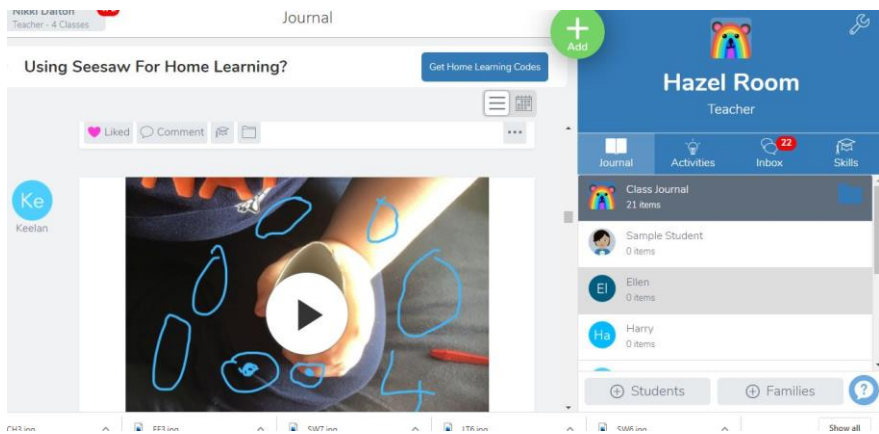 Nikki Dalton
Teacher - 4 Classes
Journal
Add
Using Seesaw For Home Learning?
Get Home Learning Codes
Liked
Comment
Ke
Keelan
4
Hazel Room
Teacher
Journal
Activities
22
Inbox
Skills
Class Journal
21 items
Sample Student
0 items
El
Ellen
0 items
Ha
Harry
0 items
Students
Families
?
CH3.jpg
SW7.jpg
LT6.jpg
SW6.jpg
Show all